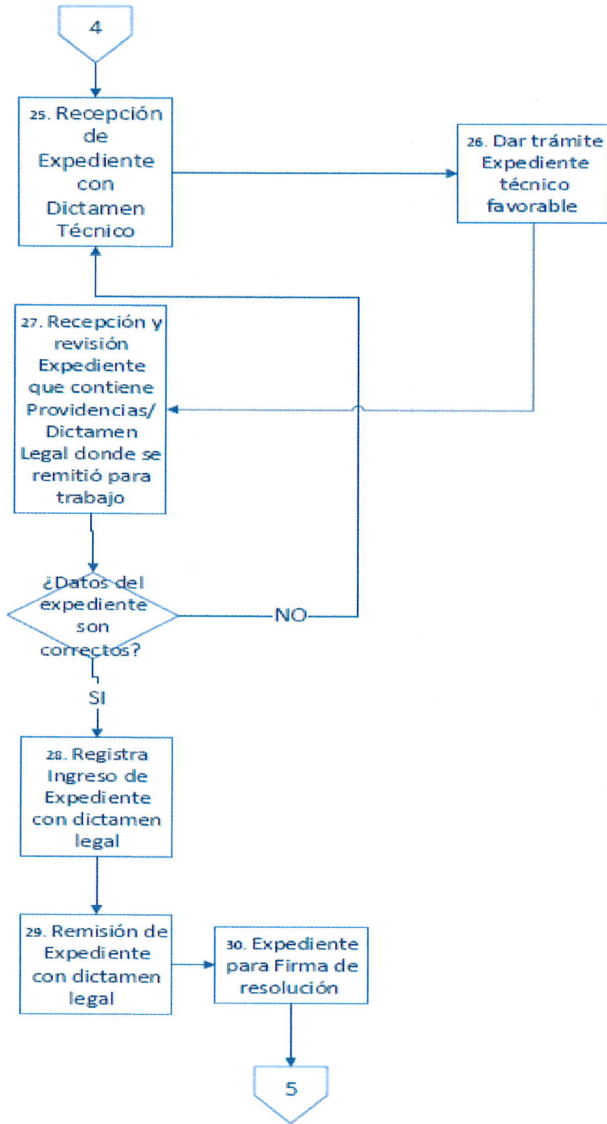 4
25. Recepción
de
Expediente
con
Dictamen
Técnico
26. Dar trámite
Expediente
técnico
favorable
27. Recepción y
revisión
Expediente
que contiene
Providencias/
Dictamen
Legal donde se
remitió para
trabajo
¿Datos del
expediente
son
correctos?
NO
SI
28. Registra
Ingreso de
Expediente
con dictamen
legal
29. Remisión de
Expediente
con dictamen
legal
30. Expediente
para Firma de
resolución
5